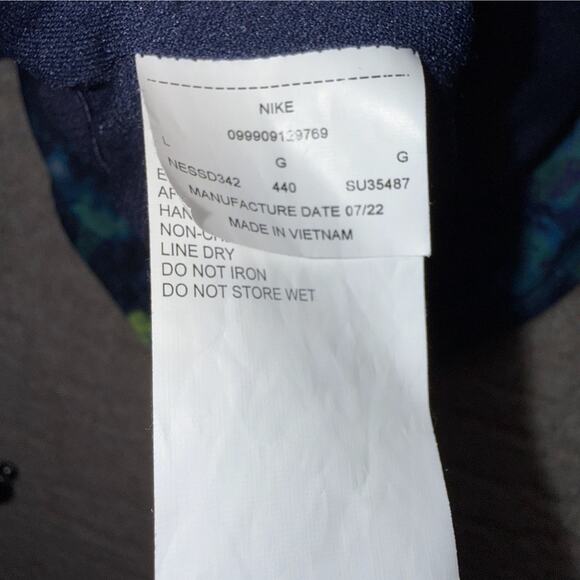 NIKE
L 099909129769
G G
NESSD342 440 SU35487
MANUFACTURE DATE 07/22
MADE IN VIETNAM
LINE DRY
DO NOT IRON
DO NOT STORE WET